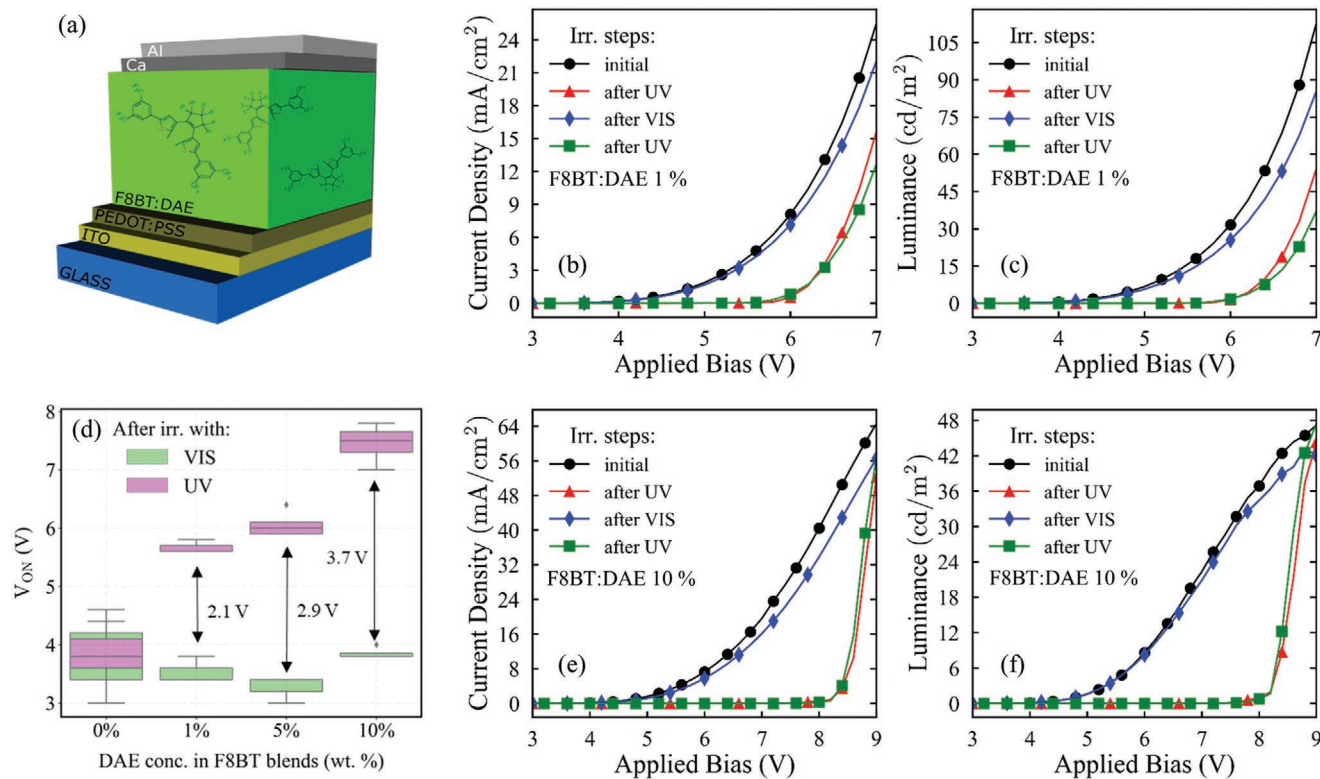 (a)
Al
Ca
F8BT:DAE
PEDOT:PSS
ITO
GLASS
Current Density (mA/cm²)
24
21
18
15
12
9
6
3
0
Irr. steps:
initial
after UV
after VIS
after UV
F8BT:DAE 1 %
(b)
3 4 5 6 7
Applied Bias (V)
Luminance (cd/m²)
105
90
75
60
45
30
15
0
Irr. steps:
initial
after UV
after VIS
after UV
F8BT:DAE 1 %
(c)
3 4 5 6 7
Applied Bias (V)
(d)
After irr. with:
VIS
UV
V_ON (V)
8
7
6
5
4
3
2.1 V
2.9 V
3.7 V
0% 1% 5% 10%
DAE conc. in F8BT blends (wt. %)
Current Density (mA/cm²)
64
56
48
40
32
24
16
8
0
Irr. steps:
initial
after UV
after VIS
after UV
F8BT:DAE 10 %
(e)
3 4 5 6 7 8 9
Applied Bias (V)
Luminance (cd/m²)
48
42
36
30
24
18
12
6
0
Irr. steps:
initial
after UV
after VIS
after UV
F8BT:DAE 10 %
(f)
3 4 5 6 7 8 9
Applied Bias (V)